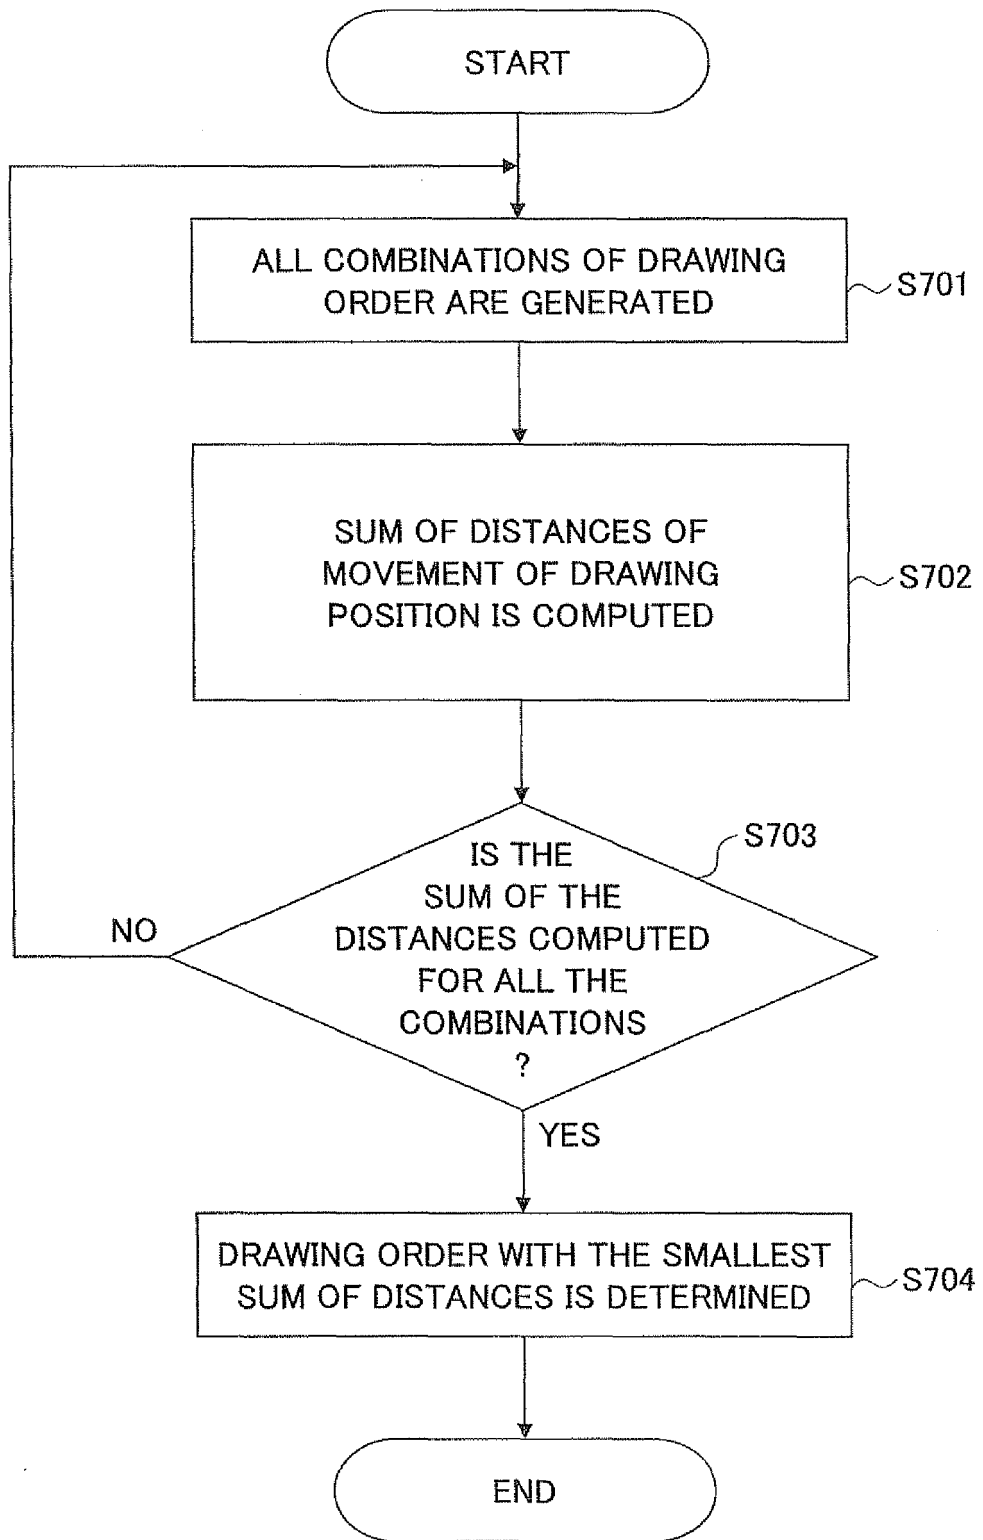 START
ALL COMBINATIONS OF DRAWING
ORDER ARE GENERATED
S701
SUM OF DISTANCES OF
MOVEMENT OF DRAWING
POSITION IS COMPUTED
S702
S703
IS THE
SUM OF THE
DISTANCES COMPUTED
FOR ALL THE
COMBINATIONS
?
NO
YES
DRAWING ORDER WITH THE SMALLEST
SUM OF DISTANCES IS DETERMINED
S704
END